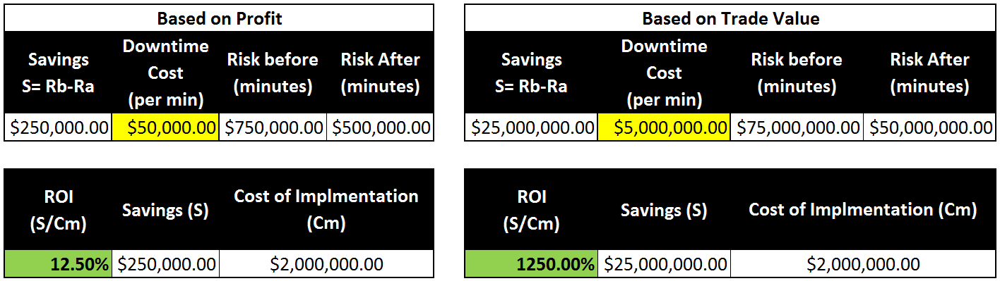 Based on Profit
Savings
S= Rb-Ra
Downtime
Cost
(per min)
Risk before
(minutes)
Risk After
(minutes)
$250,000.00 $50,000.00 $750,000.00 $500,000.00
ROI
(S/Cm)
Savings (S)
Cost of Implmentation
(Cm)
12.50% $250,000.00 $2,000,000.00
Based on Trade Value
Savings
S= Rb-Ra
Downtime
Cost
(per min)
Risk before
(minutes)
Risk After
(minutes)
$25,000,000.00 $5,000,000.00 $75,000,000.00 $50,000,000.00
ROI
(S/Cm)
Savings (S)
Cost of Implmentation (Cm)
1250.00% $25,000,000.00 $2,000,000.00